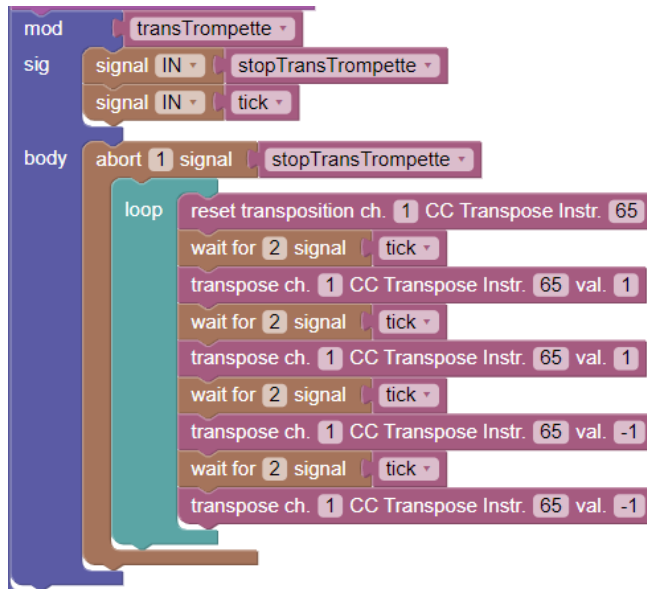 mod transTrompette
sig signal IN stopTransTrompette
signal IN tick
body abort 1 signal stopTransTrompette
loop reset transposition ch. 1 CC Transpose Instr. 65
wait for 2 signal tick
transpose ch. 1 CC Transpose Instr. 65 val. 1
wait for 2 signal tick
transpose ch. 1 CC Transpose Instr. 65 val. 1
wait for 2 signal tick
transpose ch. 1 CC Transpose Instr. 65 val. -1
wait for 2 signal tick
transpose ch. 1 CC Transpose Instr. 65 val. -1